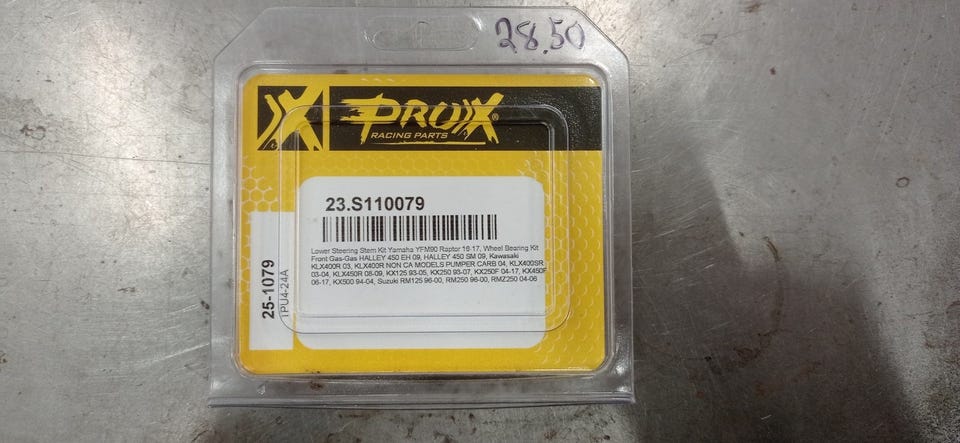 28.50
PROX®
RACING PARTS
23.S110079
Lower Steering Stem Kit Yamaha YFM90 Raptor 16-17, Wheel Bearing Kit
Front Gas-Gas HALLEY 450 EH 09, HALLEY 450 SM 09, Kawasaki
KLX400R 03, KLX400R NON CA MODELS PUMPER CARB 04, KLX400SR
03-04, KLX450R 08-09, KX125 93-05, KX250 93-07, KX250F 04-17, KX450F
06-17, KX500 94-04, Suzuki RM125 96-00, RM250 96-00, RMZ250 04-06
25-1079
TPU4-24A